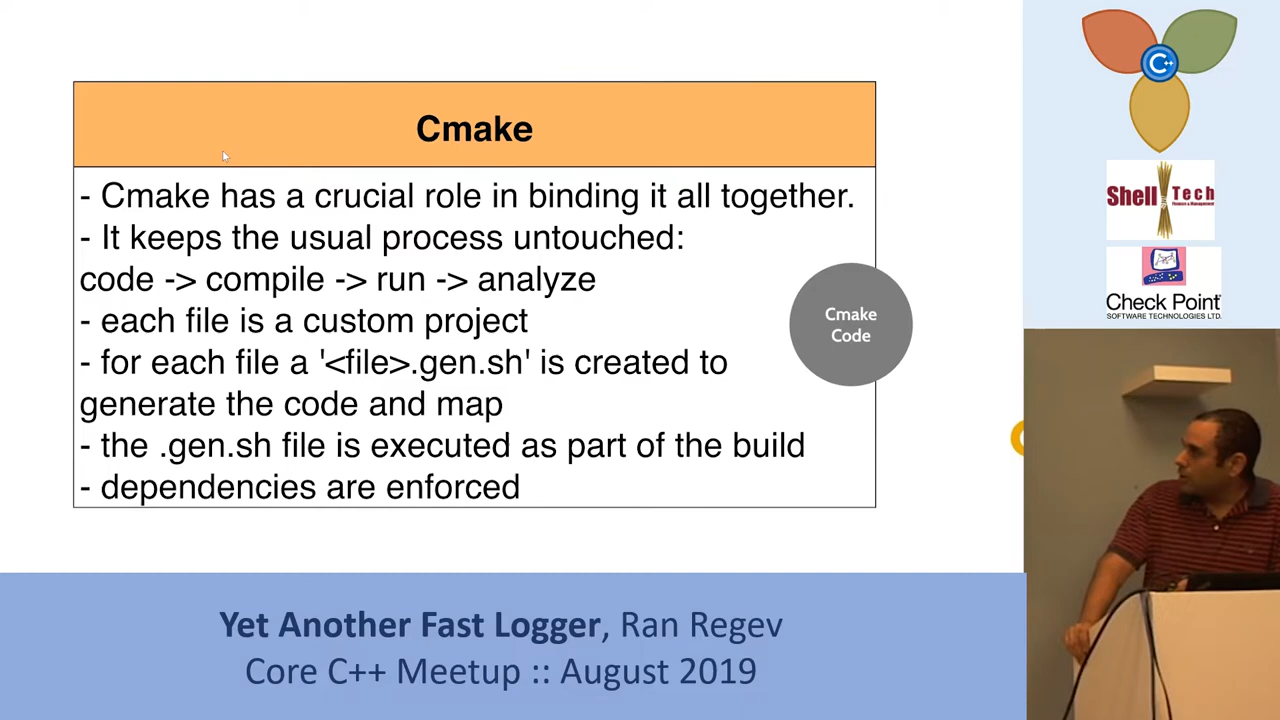 Cmake
- Cmake has a crucial role in binding it all together.
- It keeps the usual process untouched:
code -> compile -> run -> analyze
- each file is a custom project
- for each file a '<file>.gen.sh' is created to
generate the code and map
- the .gen.sh file is executed as part of the build
- dependencies are enforced
Cmake
Code
C++
Shell Tech
Check Point
SOFTWARE TECHNOLOGIES LTD.
Yet Another Fast Logger, Ran Regev
Core C++ Meetup :: August 2019